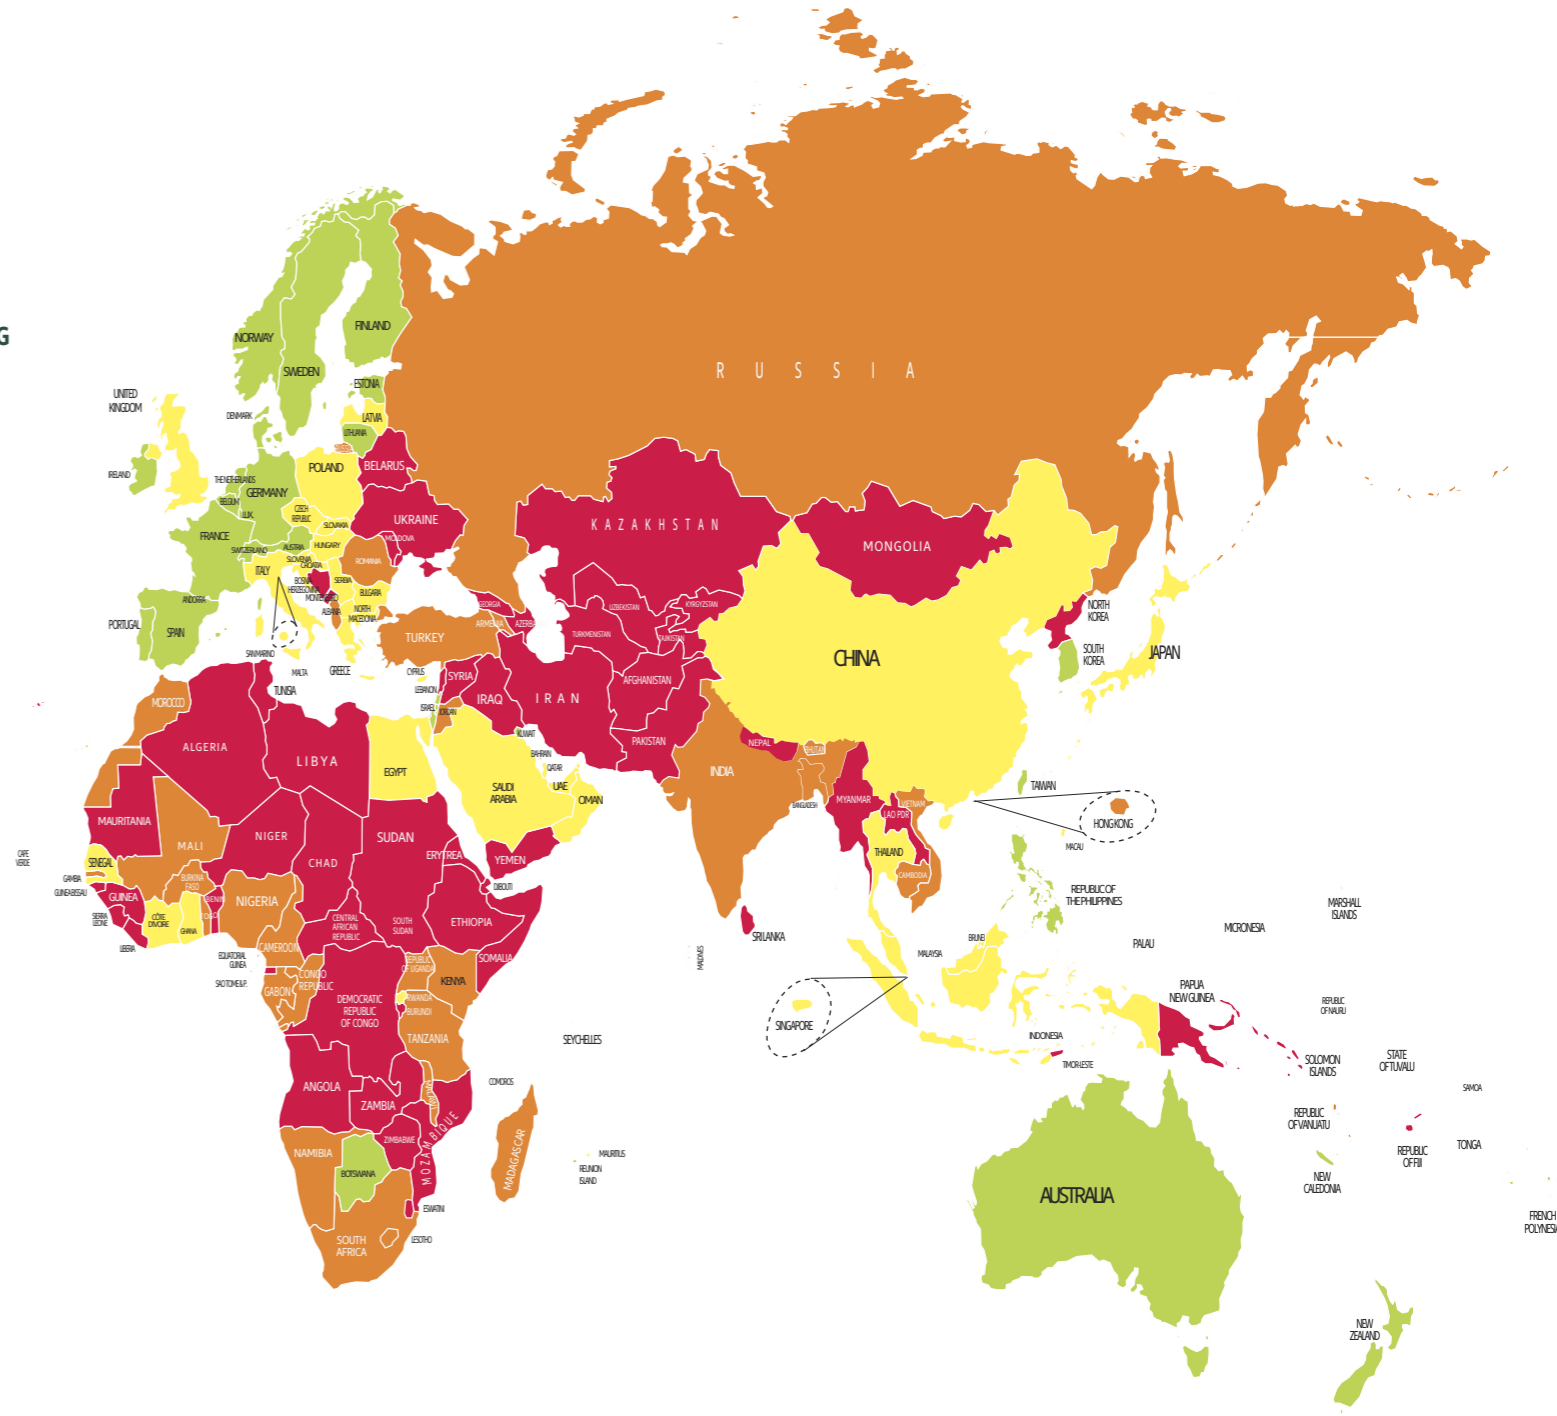 G
R U S S I A
NORWAY
FINLAND
SWEDEN
ESTONIA
UNITED
KINGDOM
DENMARK
LATVIA
LITHUANIA
IRELAND
POLAND
BELARUS
THE NETHERLANDS
GERMANY
BELGIUM
LUX.
CZECH
REPUBLIC
UKRAINE
SLOVAKIA
FRANCE
MOLDOVA
AUSTRIA
HUNGARY
SWITZERLAND
SLOVENIA
ROMANIA
CROATIA
ITALY
BOSNIA
HERZEGOVINA
SERBIA
BULGARIA
MONTENEGRO
ANDORRA
ALBANIA
NORTH
MACEDONIA
PORTUGAL
SPAIN
SAN MARINO
MALTA
GREECE
TURKEY
GEORGIA
ARMENIA
AZERB
KAZAKHSTAN
MONGOLIA
UZBEKISTAN
KYRGYZSTAN
TURKMENISTAN
TAJIKISTAN
NORTH
KOREA
SOUTH
KOREA
JAPAN
CHINA
CYPRUS
LEBANON
SYRIA
ISRAEL
JORDAN
IRAQ
IRAN
AFGHANISTAN
PAKISTAN
KUWAIT
BAHRAIN
QATAR
UAE
OMAN
SAUDI
ARABIA
YEMEN
NEPAL
BHUTAN
INDIA
BANGLADESH
MYANMAR
LAO PDR
VIETNAM
THAILAND
CAMBODIA
TAIWAN
HONG KONG
MACAU
SRI LANKA
MALDIVES
REPUBLIC OF
THE PHILIPPINES
BRUNEI
MALAYSIA
SINGAPORE
INDONESIA
TIMOR-LESTE
PALAU
MICRONESIA
MARSHALL
ISLANDS
PAPUA
NEW GUINEA
REPUBLIC
OF NAURU
SOLOMON
ISLANDS
STATE
OF TUVALU
SAMOA
REPUBLIC
OF VANUATU
REPUBLIC
OF FIJI
TONGA
NEW
CALEDONIA
FRENCH
POLYNESIA
AUSTRALIA
NEW
ZEALAND
TUNISIA
MOROCCO
ALGERIA
LIBYA
EGYPT
MAURITANIA
MALI
NIGER
CHAD
SUDAN
ERYTREA
DJIBOUTI
CAPE
VERDE
SENEGAL
GAMBIA
GUINEA BISSAU
GUINEA
SIERRA
LEONE
LIBERIA
BURKINA
FASO
CÔTE
D'IVOIRE
GHANA
TOGO
BENIN
NIGERIA
CENTRAL
AFRICAN
REPUBLIC
SOUTH
SUDAN
ETHIOPIA
SOMALIA
CAMEROON
EQUATORIAL
GUINEA
SAO TOME & P.
GABON
CONGO
REPUBLIC
DEMOCRATIC
REPUBLIC
OF CONGO
REPUBLIC
OF UGANDA
KENYA
RWANDA
BURUNDI
TANZANIA
SEYCHELLES
COMOROS
ANGOLA
ZAMBIA
MALAWI
MOZAMBIQUE
ZIMBABWE
NAMIBIA
BOTSWANA
MADAGASCAR
MAURITIUS
REUNION
ISLAND
ESWATINI
SOUTH
AFRICA
LESOTHO